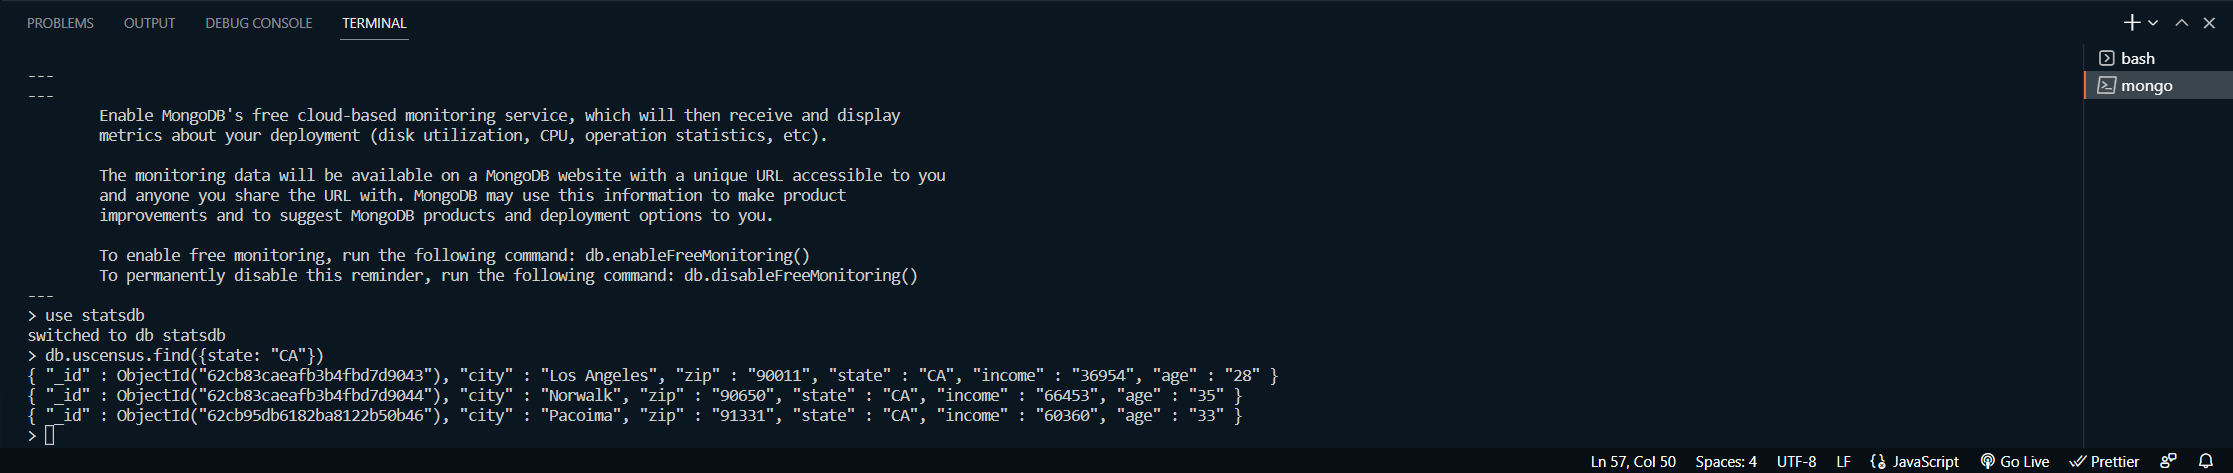 PROBLEMS OUTPUT DEBUG CONSOLE TERMINAL
bash
mongo
---
---
Enable MongoDB's free cloud-based monitoring service, which will then receive and display
metrics about your deployment (disk utilization, CPU, operation statistics, etc).
The monitoring data will be available on a MongoDB website with a unique URL accessible to you
and anyone you share the URL with. MongoDB may use this information to make product
improvements and to suggest MongoDB products and deployment options to you.
To enable free monitoring, run the following command: db.enableFreeMonitoring()
To permanently disable this reminder, run the following command: db.disableFreeMonitoring()
---
> use statsdb
switched to db statsdb
> db.uscensus.find({state: "CA"})
{ "_id" : ObjectId("62cb83caeafb3b4fbd7d9043"), "city" : "Los Angeles", "zip" : "90011", "state" : "CA", "income" : "36954", "age" : "28" }
{ "_id" : ObjectId("62cb83caeafb3b4fbd7d9044"), "city" : "Norwalk", "zip" : "90650", "state" : "CA", "income" : "66453", "age" : "35" }
{ "_id" : ObjectId("62cb95db6182ba8122b50b46"), "city" : "Pacoima", "zip" : "91331", "state" : "CA", "income" : "60360", "age" : "33" }
>
Ln 57, Col 50 Spaces: 4 UTF-8 LF JavaScript Go Live Prettier